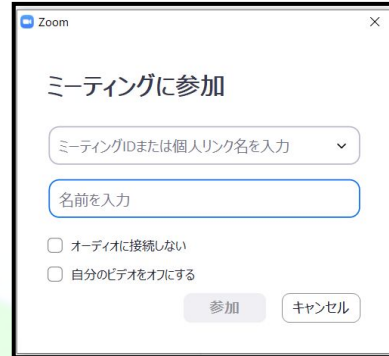 Zoom
ミーティングに参加
ミーティングIDまたは個人リンク名を入力
名前を入力
オーディオに接続しない
自分のビデオをオフにする
参加 キャンセル